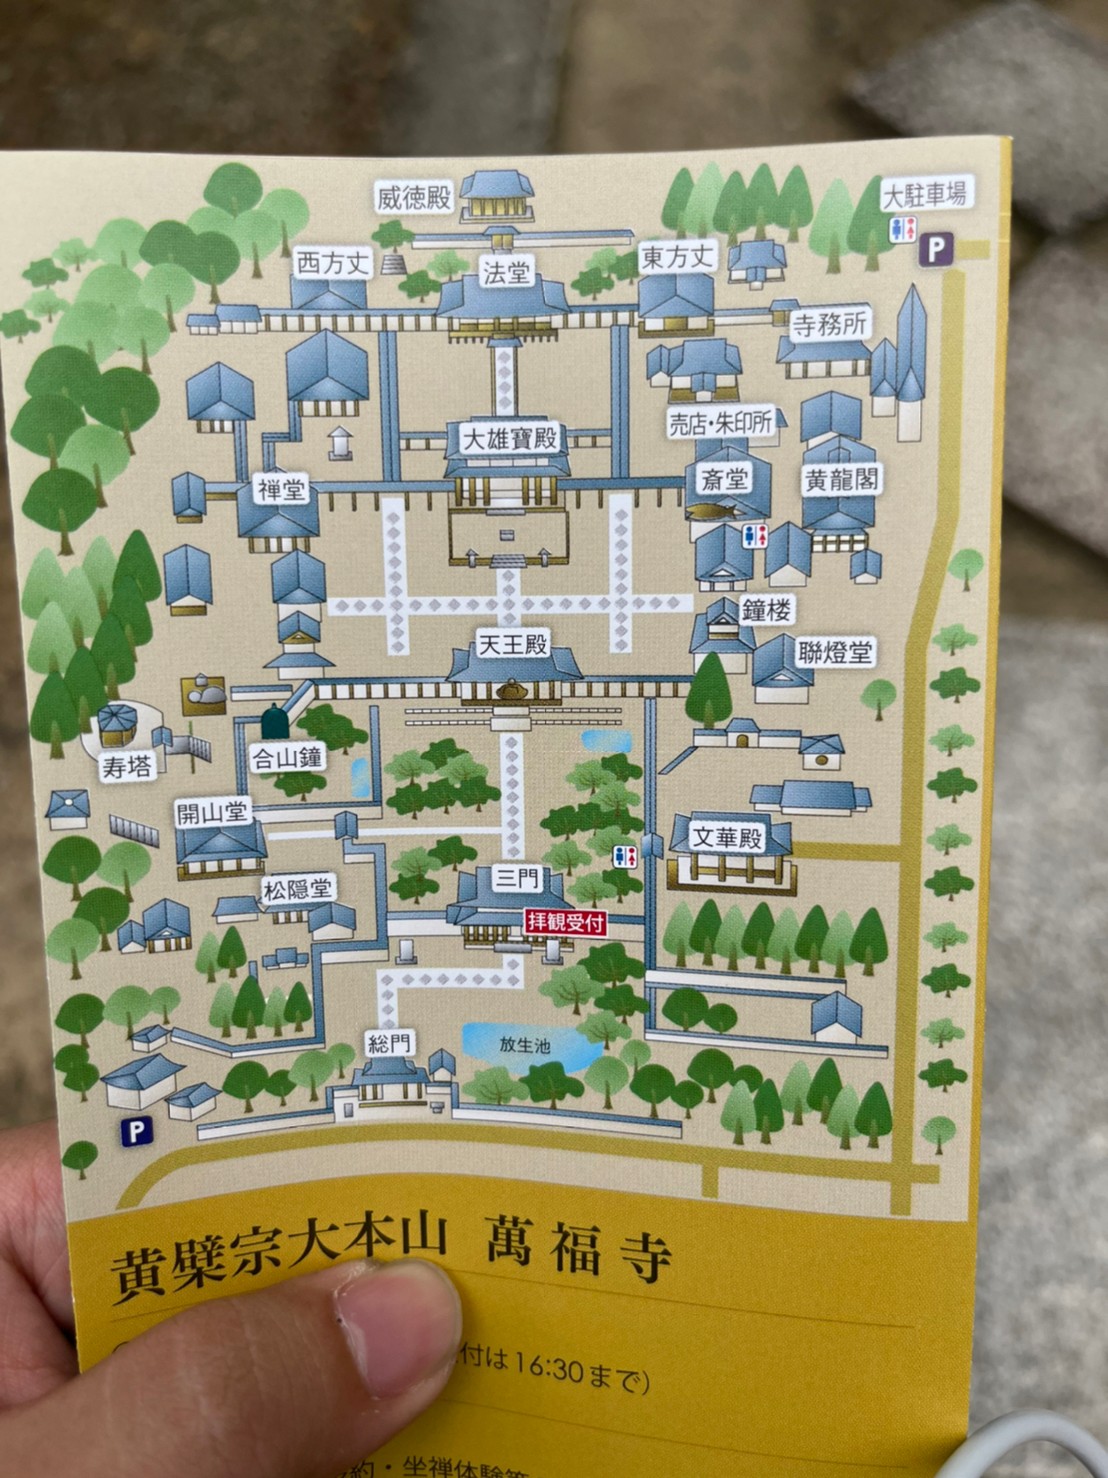 威徳殿
大駐車場
西方丈
法堂
東方丈
P
寺務所
売店・朱印所
大雄寶殿
禅堂
斎堂
黄龍閣
鐘楼
天王殿
聯燈堂
寿塔
合山鐘
開山堂
文華殿
松隠堂
三門
拝観受付
総門
放生池
P
黄檗宗大本山 萬福寺
付は16:30まで）
約・坐禅体験等